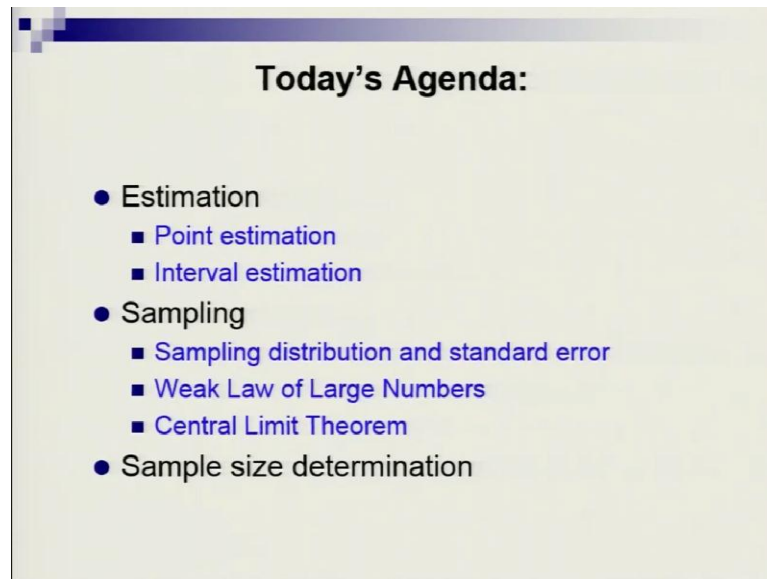 Today's Agenda:
Estimation
Point estimation
Interval estimation
Sampling
Sampling distribution and standard error
Weak Law of Large Numbers
Central Limit Theorem
Sample size determination